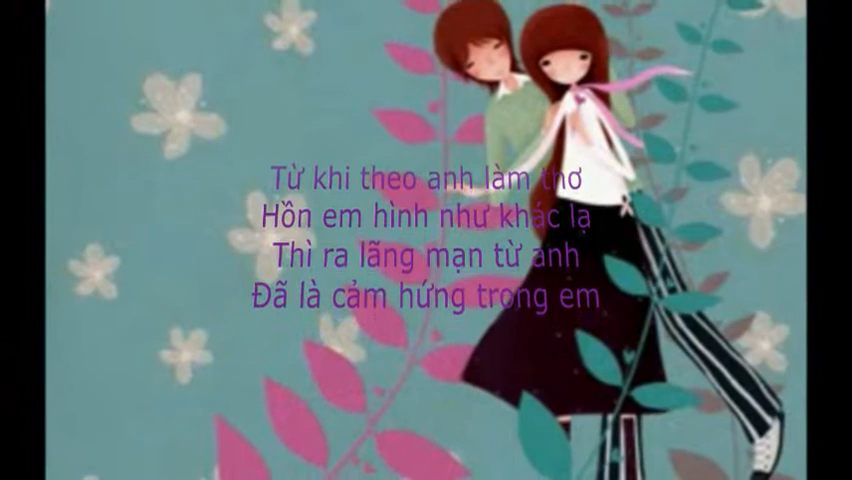 Từ khi theo anh làm thơ
Hồn em hình như khác lạ
Thì ra lãng mạn từ anh
Đã là cảm hứng trong em